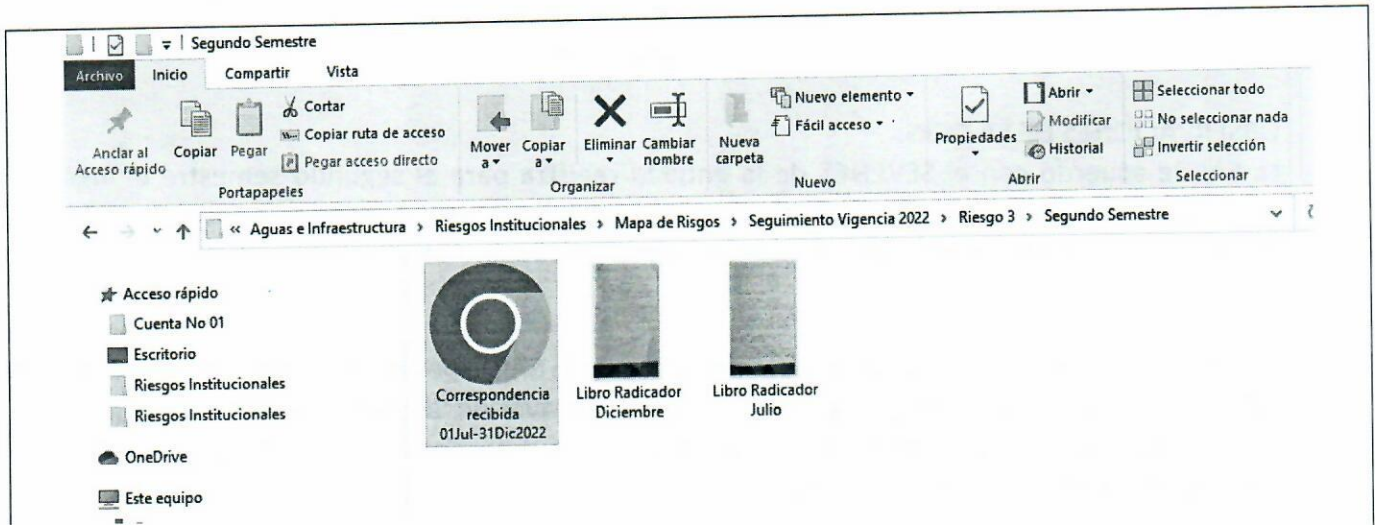 Segundo Semestre
Archivo Inicio Compartir Vista
Anclar al Acceso rápido
Copiar
Pegar
Cortar
Copiar ruta de acceso
Pegar acceso directo
Portapapeles
Mover a
Copiar a
Eliminar
Cambiar nombre
Organizar
Nueva carpeta
Nuevo elemento
Fácil acceso
Nuevo
Propiedades
Abrir
Modificar
Historial
Abrir
Seleccionar todo
No seleccionar nada
Invertir selección
Seleccionar
« Aguas e Infraestructura > Riesgos Institucionales > Mapa de Risgos > Seguimiento Vigencia 2022 > Riesgo 3 > Segundo Semestre
Acceso rápido
Cuenta No 01
Escritorio
Riesgos Institucionales
Riesgos Institucionales
OneDrive
Este equipo
Correspondencia
recibida
01Jul-31Dic2022
Libro Radicador
Diciembre
Libro Radicador
Julio